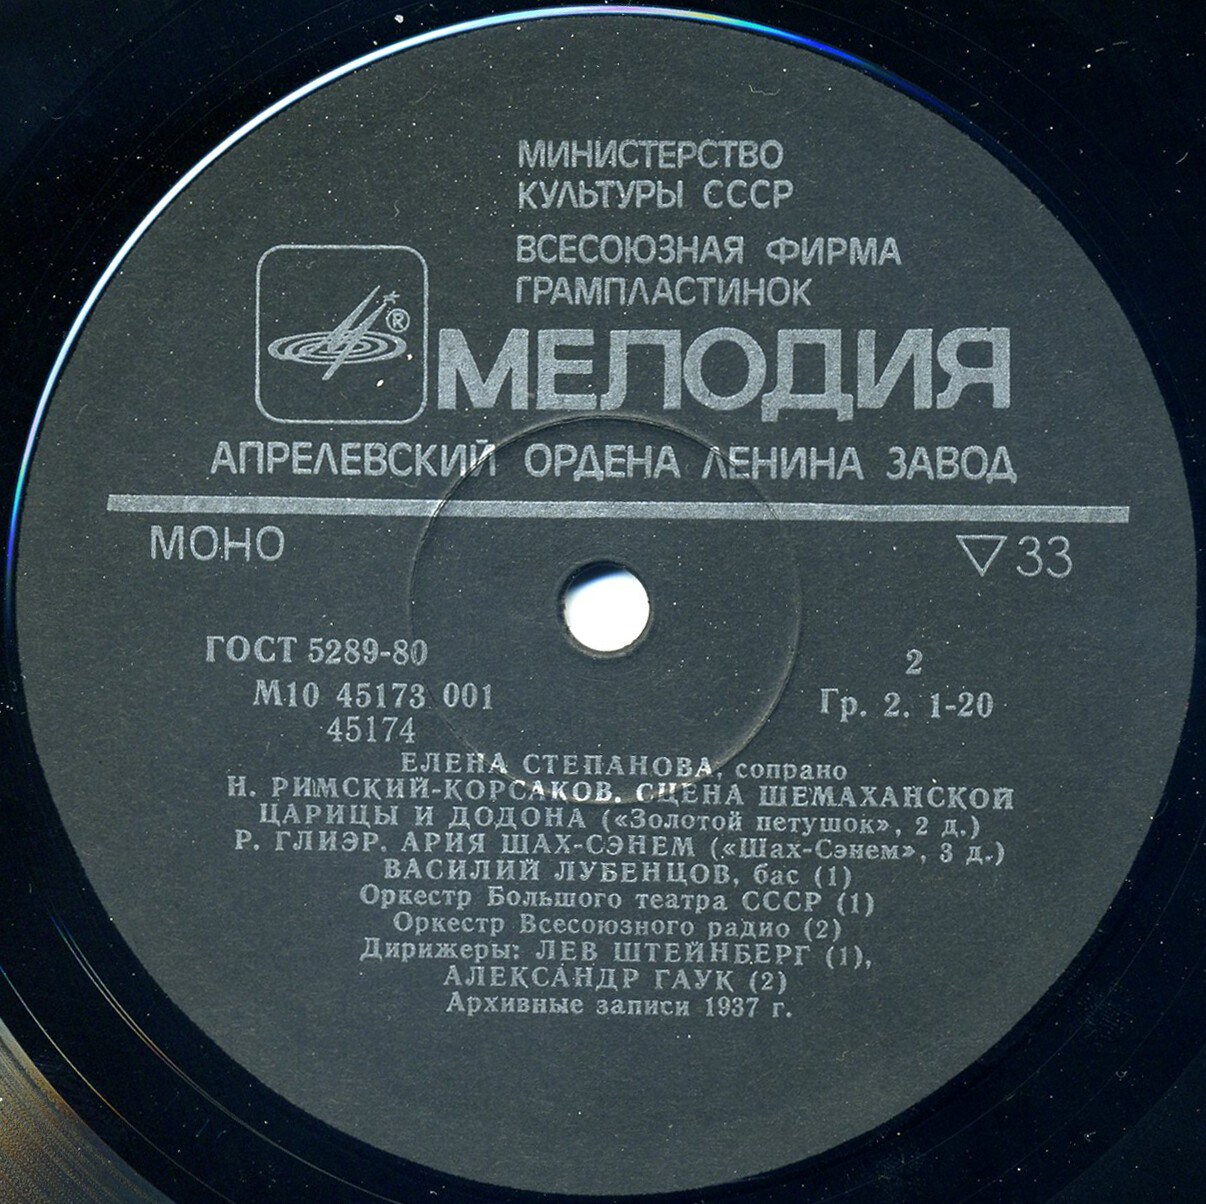 МИНИСТЕРСТВО
КУЛЬТУРЫ СССР
ВСЕСОЮЗНАЯ ФИРМА
ГРАМПЛАСТИНОК
®
МЕЛОДИЯ
АПРЕЛЕВСКИЙ ОРДЕНА ЛЕНИНА ЗАВОД
МОНО
▽33
ГОСТ 5289-80
2
М10 45173 001
Гр. 2. 1-20
45174
ЕЛЕНА СТЕПАНОВА, сопрано
Н. РИМСКИЙ-КОРСАКОВ. СЦЕНА ШЕМАХАНСКОЙ
ЦАРИЦЫ И ДОДОНА («Золотой петушок», 2 д.)
Р. ГЛИЭР. АРИЯ ШАХ-СЭНЕМ («Шах-Сэнем», 3 д.)
ВАСИЛИЙ ЛУБЕНЦОВ, бас (1)
Оркестр Большого театра СССР (1)
Оркестр Всесоюзного радио (2)
Дирижеры: ЛЕВ ШТЕЙНБЕРГ (1),
АЛЕКСАНДР ГАУК (2)
Архивные записи 1937 г.